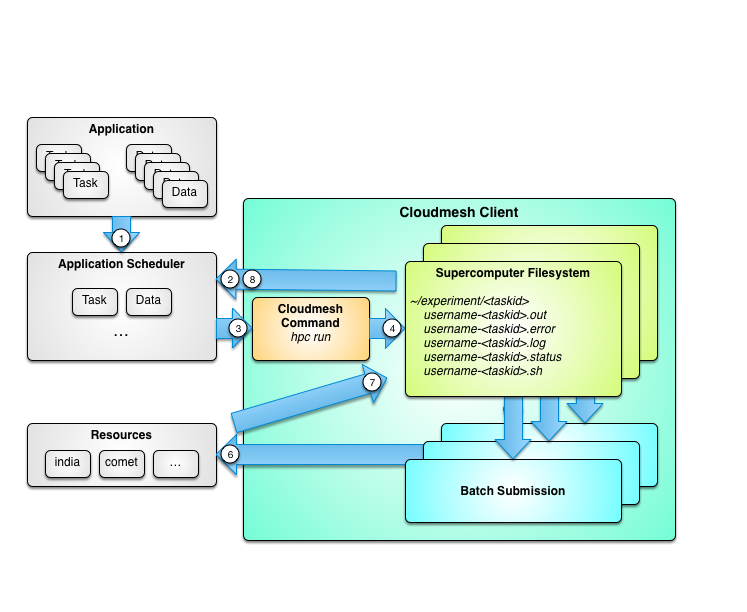 Application
Task
Data
1
Application Scheduler
Task
Data
...
Cloudmesh Client
2
8
3
Cloudmesh
Command
hpc run
4
Supercomputer Filesystem
~/experiment/<taskid>
username-<taskid>.out
username-<taskid>.error
username-<taskid>.log
username-<taskid>.status
username-<taskid>.sh
7
Resources
india
comet
...
6
Batch Submission